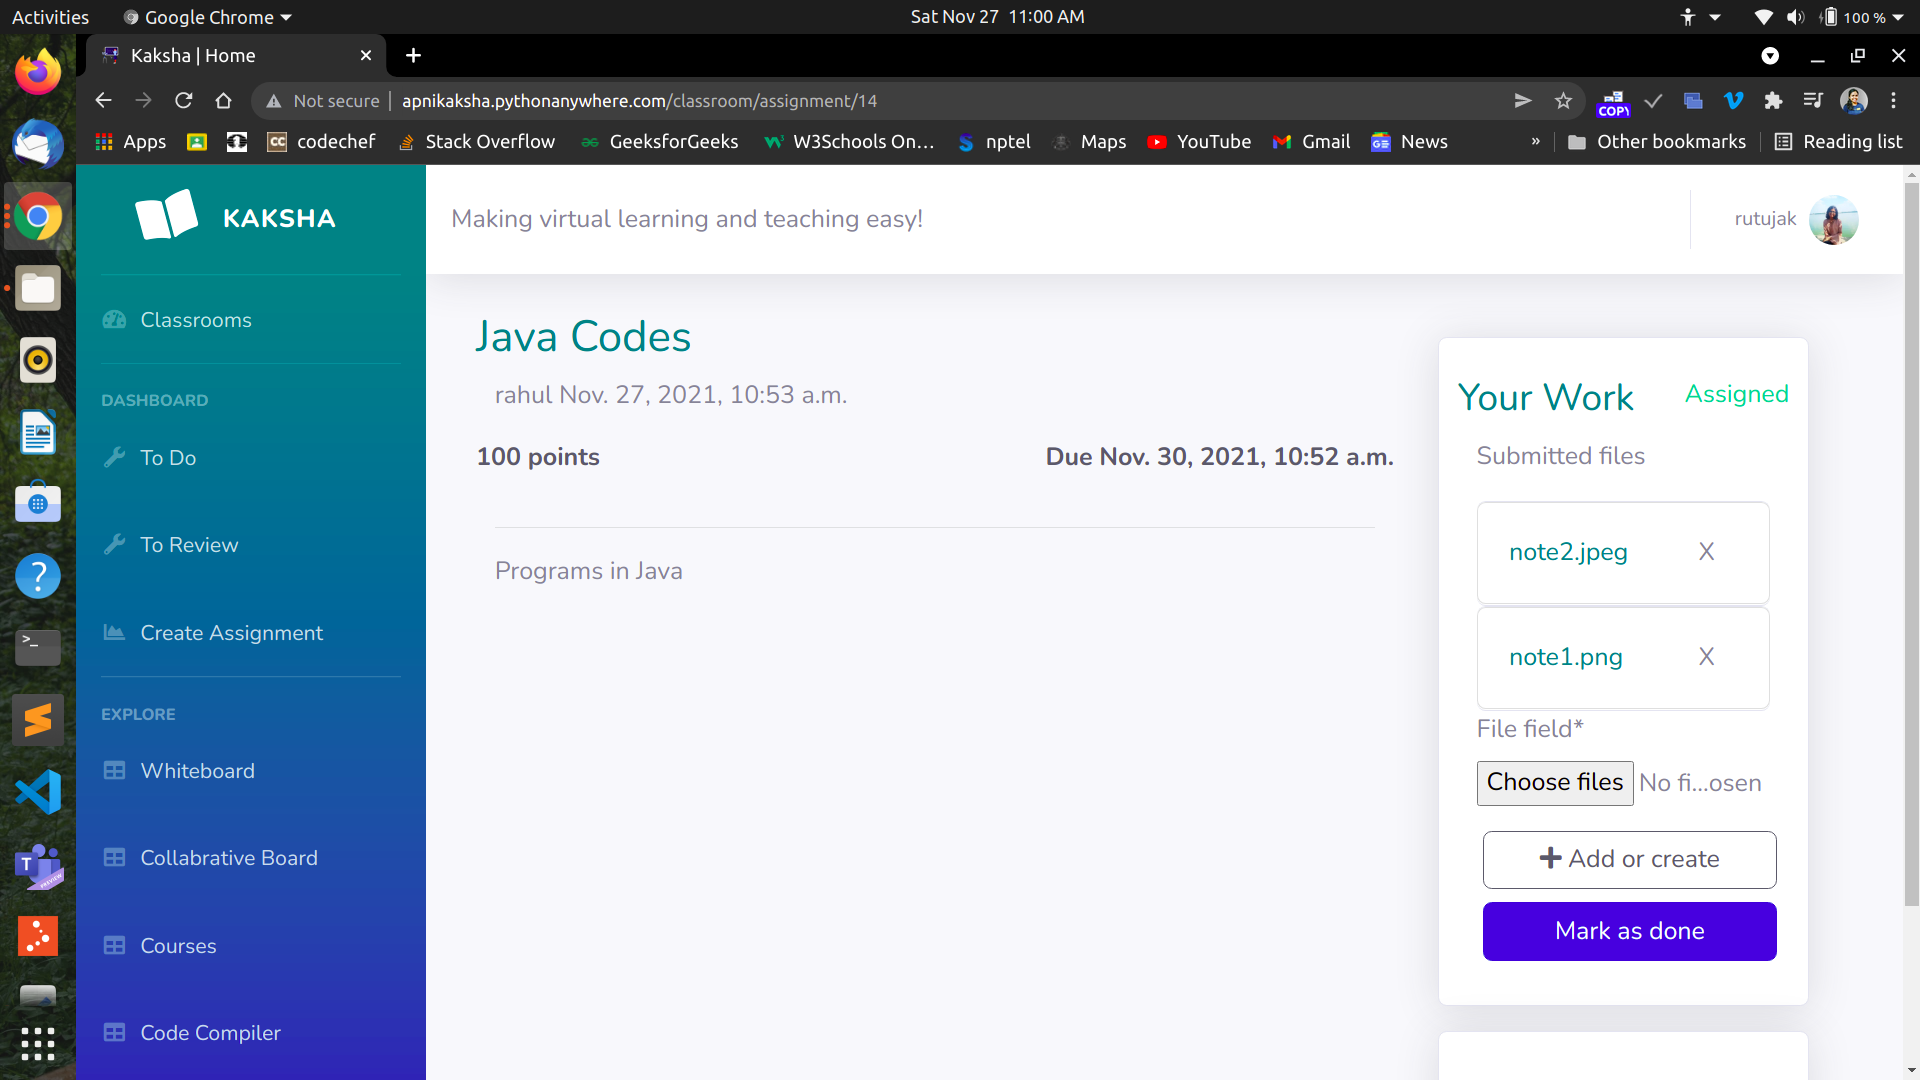 Activities Google Chrome Sat Nov 27 11:00 AM 100 %
Kaksha | Home
Not secure apnikaksha.pythonanywhere.com/classroom/assignment/14 COPY
Apps CC codechef Stack Overflow GeeksforGeeks W3Schools On… nptel Maps YouTube Gmail GE News » Other bookmarks Reading list
KAKSHA
Making virtual learning and teaching easy!
rutujak
Classrooms
DASHBOARD
To Do
To Review
Create Assignment
EXPLORE
Whiteboard
Collabrative Board
Courses
Code Compiler
Java Codes
rahul Nov. 27, 2021, 10:53 a.m.
100 points Due Nov. 30, 2021, 10:52 a.m.
Programs in Java
Your Work Assigned
Submitted files
note2.jpeg X
note1.png X
File field*
Choose files No fi...osen
Add or create
Mark as done